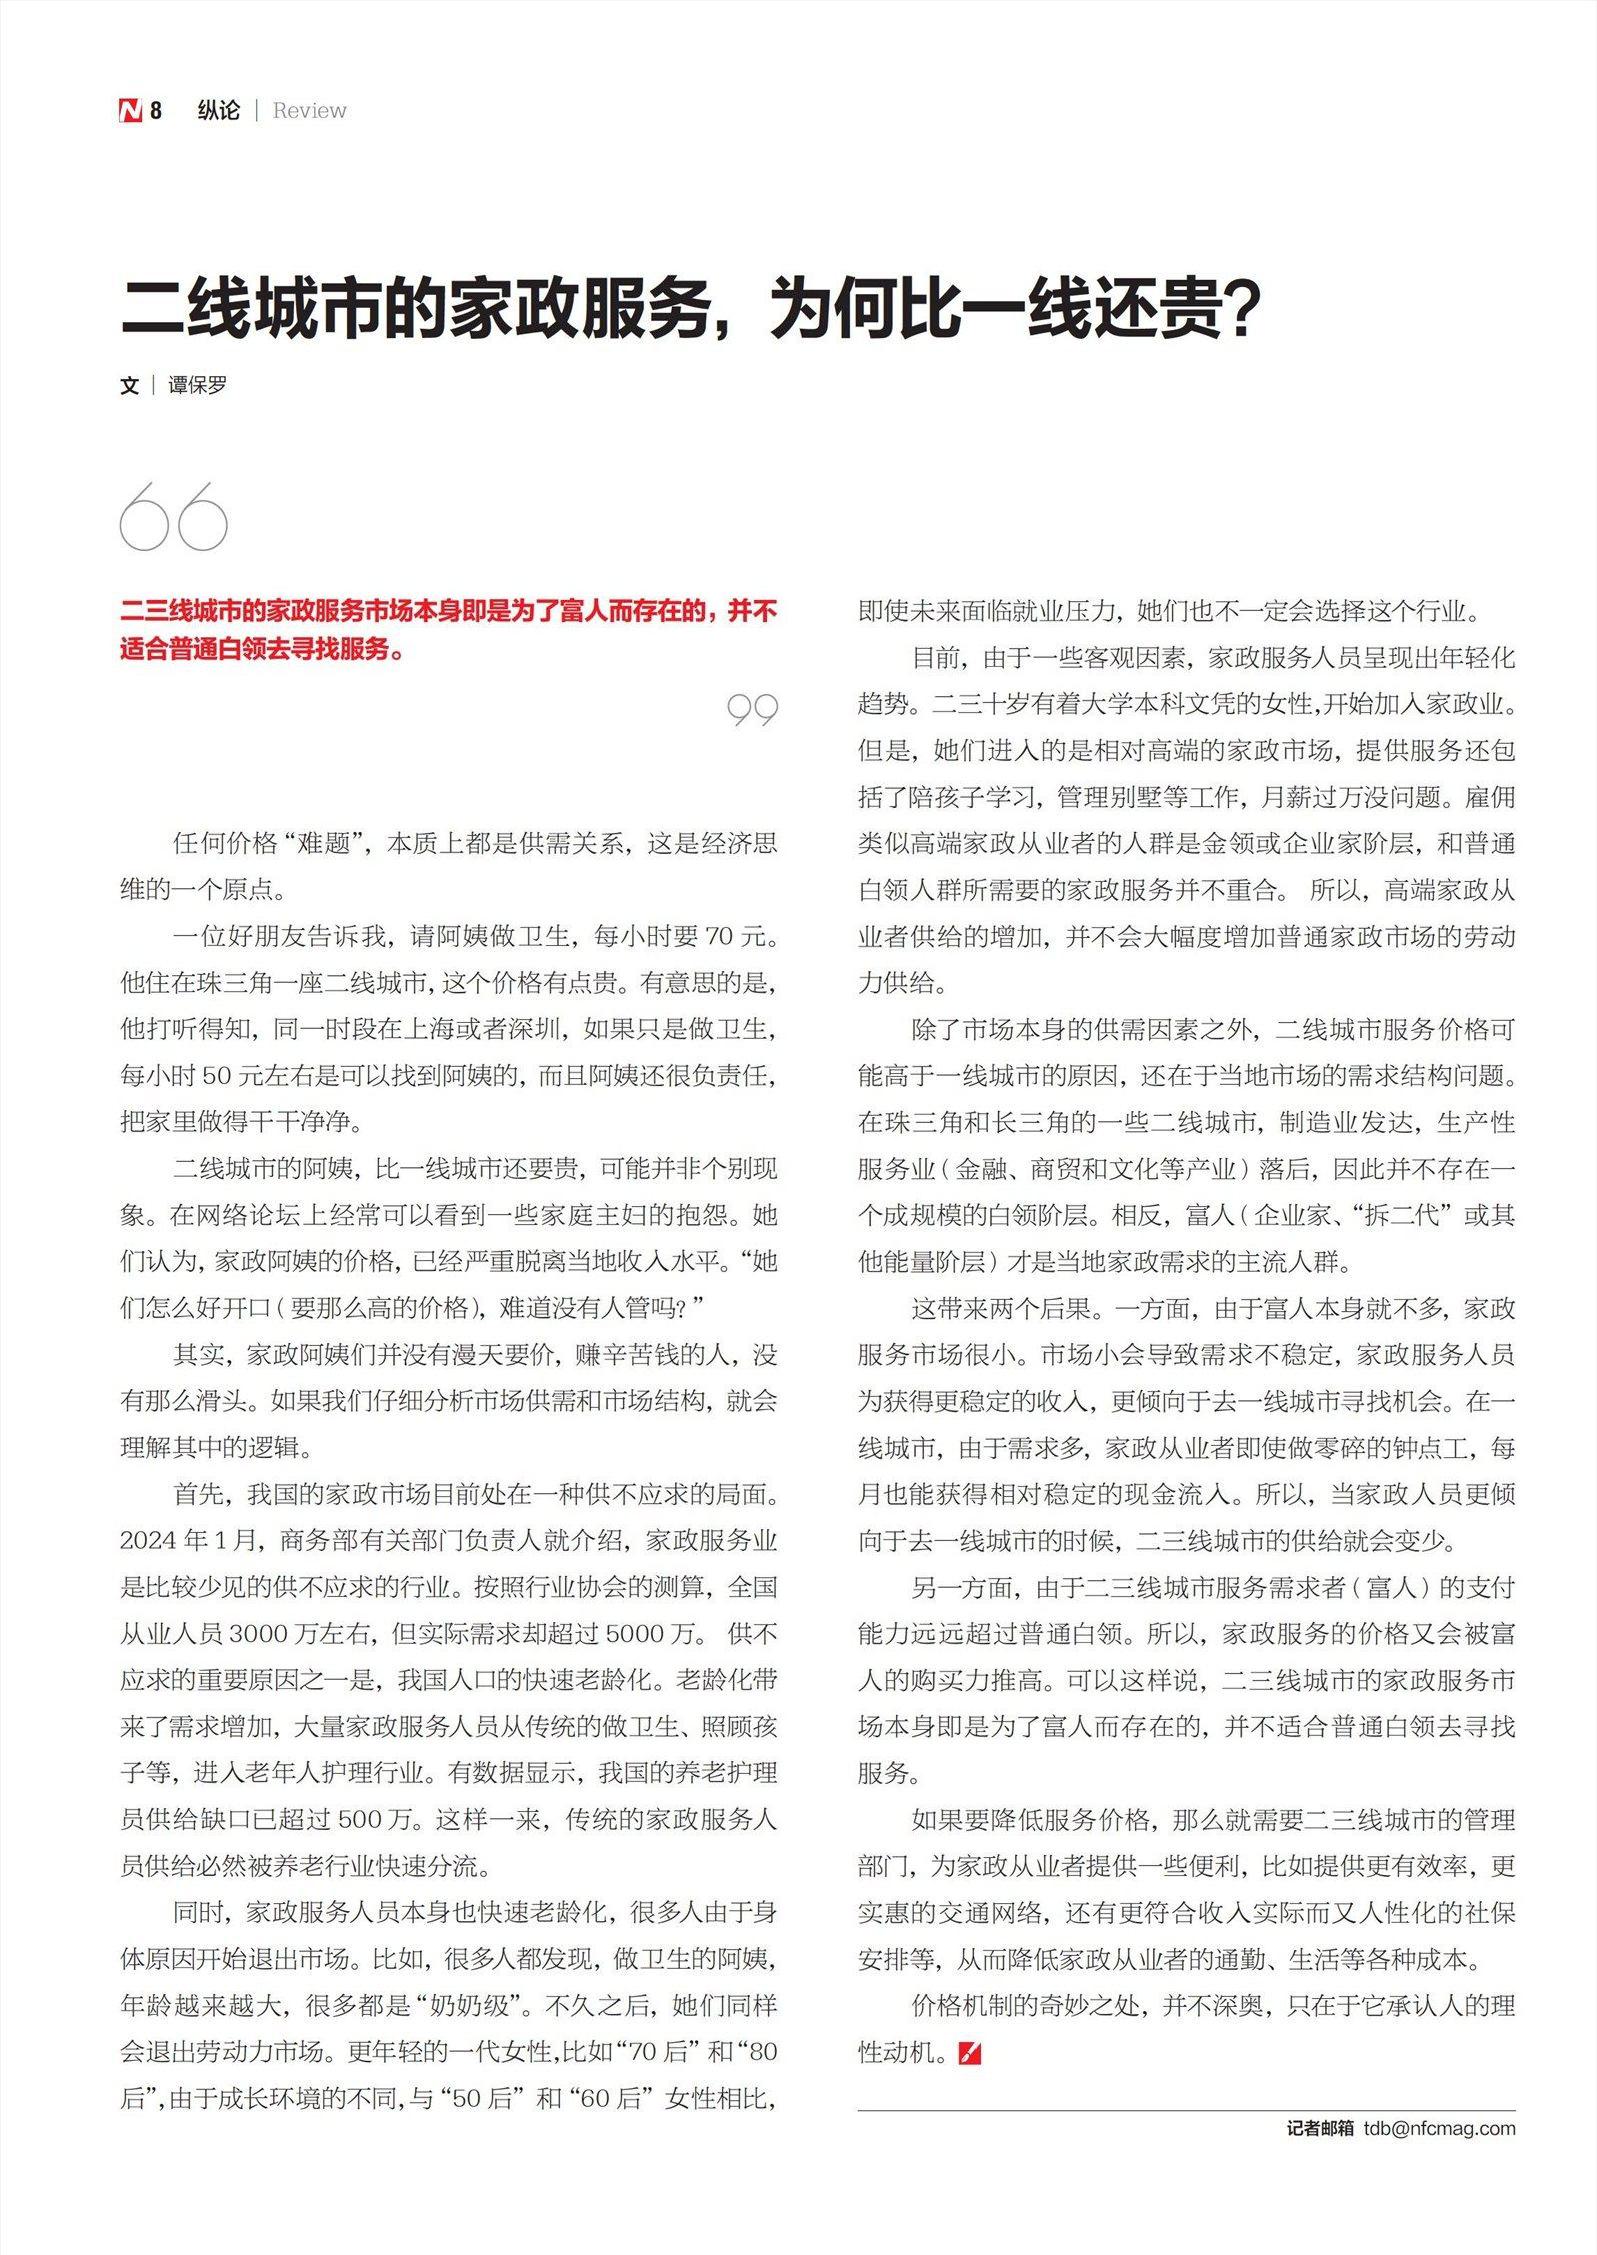 N 8 纵论 | Review
二线城市的家政服务，为何比一线还贵？
文 | 谭保罗
二三线城市的家政服务市场本身即是为了富人而存在的，并不
适合普通白领去寻找服务。
任何价格“难题”，本质上都是供需关系，这是经济思
维的一个原点。
一位好朋友告诉我，请阿姨做卫生，每小时要 70 元。
他住在珠三角一座二线城市，这个价格有点贵。有意思的是，
他打听得知，同一时段在上海或者深圳，如果只是做卫生，
每小时 50 元左右是可以找到阿姨的，而且阿姨还很负责任，
把家里做得干干净净。
二线城市的阿姨，比一线城市还要贵，可能并非个别现
象。在网络论坛上经常可以看到一些家庭主妇的抱怨。她
们认为，家政阿姨的价格，已经严重脱离当地收入水平。“她
们怎么好开口（要那么高的价格），难道没有人管吗？”
其实，家政阿姨们并没有漫天要价，赚辛苦钱的人，没
有那么滑头。如果我们仔细分析市场供需和市场结构，就会
理解其中的逻辑。
首先，我国的家政市场目前处在一种供不应求的局面。
2024 年 1 月，商务部有关部门负责人就介绍，家政服务业
是比较少见的供不应求的行业。按照行业协会的测算，全国
从业人员 3000 万左右，但实际需求却超过 5000 万。 供不
应求的重要原因之一是，我国人口的快速老龄化。老龄化带
来了需求增加，大量家政服务人员从传统的做卫生、照顾孩
子等，进入老年人护理行业。有数据显示，我国的养老护理
员供给缺口已超过 500 万。这样一来，传统的家政服务人
员供给必然被养老行业快速分流。
同时，家政服务人员本身也快速老龄化，很多人由于身
体原因开始退出市场。比如，很多人都发现，做卫生的阿姨，
年龄越来越大，很多都是“奶奶级”。不久之后，她们同样
会退出劳动力市场。更年轻的一代女性，比如“70 后”和“80
后”，由于成长环境的不同，与“50 后” 和“60 后” 女性相比，
即使未来面临就业压力，她们也不一定会选择这个行业。
目前，由于一些客观因素，家政服务人员呈现出年轻化
趋势。二三十岁有着大学本科文凭的女性，开始加入家政业。
但是，她们进入的是相对高端的家政市场，提供服务还包
括了陪孩子学习，管理别墅等工作，月薪过万没问题。雇佣
类似高端家政从业者的人群是金领或企业家阶层，和普通
白领人群所需要的家政服务并不重合。 所以，高端家政从
业者供给的增加，并不会大幅度增加普通家政市场的劳动
力供给。
除了市场本身的供需因素之外，二线城市服务价格可
能高于一线城市的原因，还在于当地市场的需求结构问题。
在珠三角和长三角的一些二线城市，制造业发达，生产性
服务业（金融、商贸和文化等产业）落后，因此并不存在一
个成规模的白领阶层。相反，富人（企业家、“拆二代”或其
他能量阶层）才是当地家政需求的主流人群。
这带来两个后果。一方面，由于富人本身就不多，家政
服务市场很小。市场小会导致需求不稳定，家政服务人员
为获得更稳定的收入，更倾向于去一线城市寻找机会。在一
线城市，由于需求多，家政从业者即使做零碎的钟点工，每
月也能获得相对稳定的现金流入。所以，当家政人员更倾
向于去一线城市的时候，二三线城市的供给就会变少。
另一方面，由于二三线城市服务需求者（富人）的支付
能力远远超过普通白领。所以，家政服务的价格又会被富
人的购买力推高。可以这样说，二三线城市的家政服务市
场本身即是为了富人而存在的，并不适合普通白领去寻找
服务。
如果要降低服务价格，那么就需要二三线城市的管理
部门，为家政从业者提供一些便利，比如提供更有效率，更
实惠的交通网络，还有更符合收入实际而又人性化的社保
安排等，从而降低家政从业者的通勤、生活等各种成本。
价格机制的奇妙之处，并不深奥，只在于它承认人的理
性动机。
记者邮箱 tdb@nfcmag.com